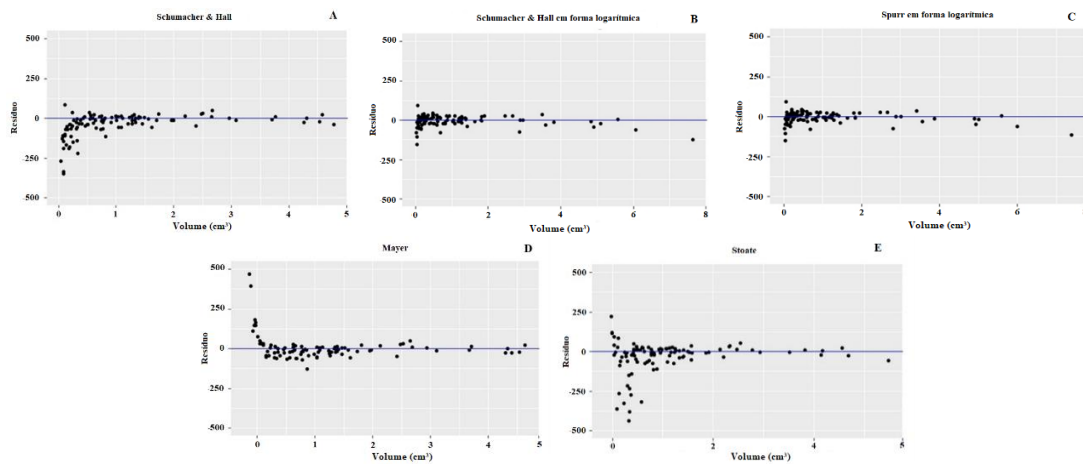 Schumacher & Hall
A
500
250
0
-250
500
Resíduo
0
1
2
3
4
5
Volume (cm³)
Schumacher & Hall em forma logarítmica
B
500
250
0
-250
500
Resíduo
0
2
4
6
8
Volume (cm³)
Spurr em forma logarítmica
C
500
250
0
-250
500
Resíduo
0
2
4
6
8
Volume (cm³)
Mayer
D
500
250
0
-250
-500
Resíduo
0
1
2
3
4
5
Volume (cm³)
Stoate
E
500
250
0
-250
-500
Resíduo
0
2
4
5
Volume (cm³)